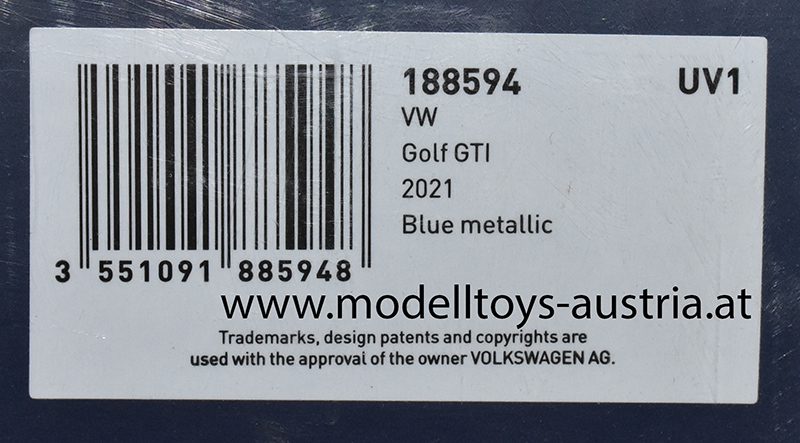 188594 UV1
VW
Golf GTI
2021
Blue metallic
3 551091 885948
www.modelltoys-austria.at
Trademarks, design patents and copyrights are
used with the approval of the owner VOLKSWAGEN AG.